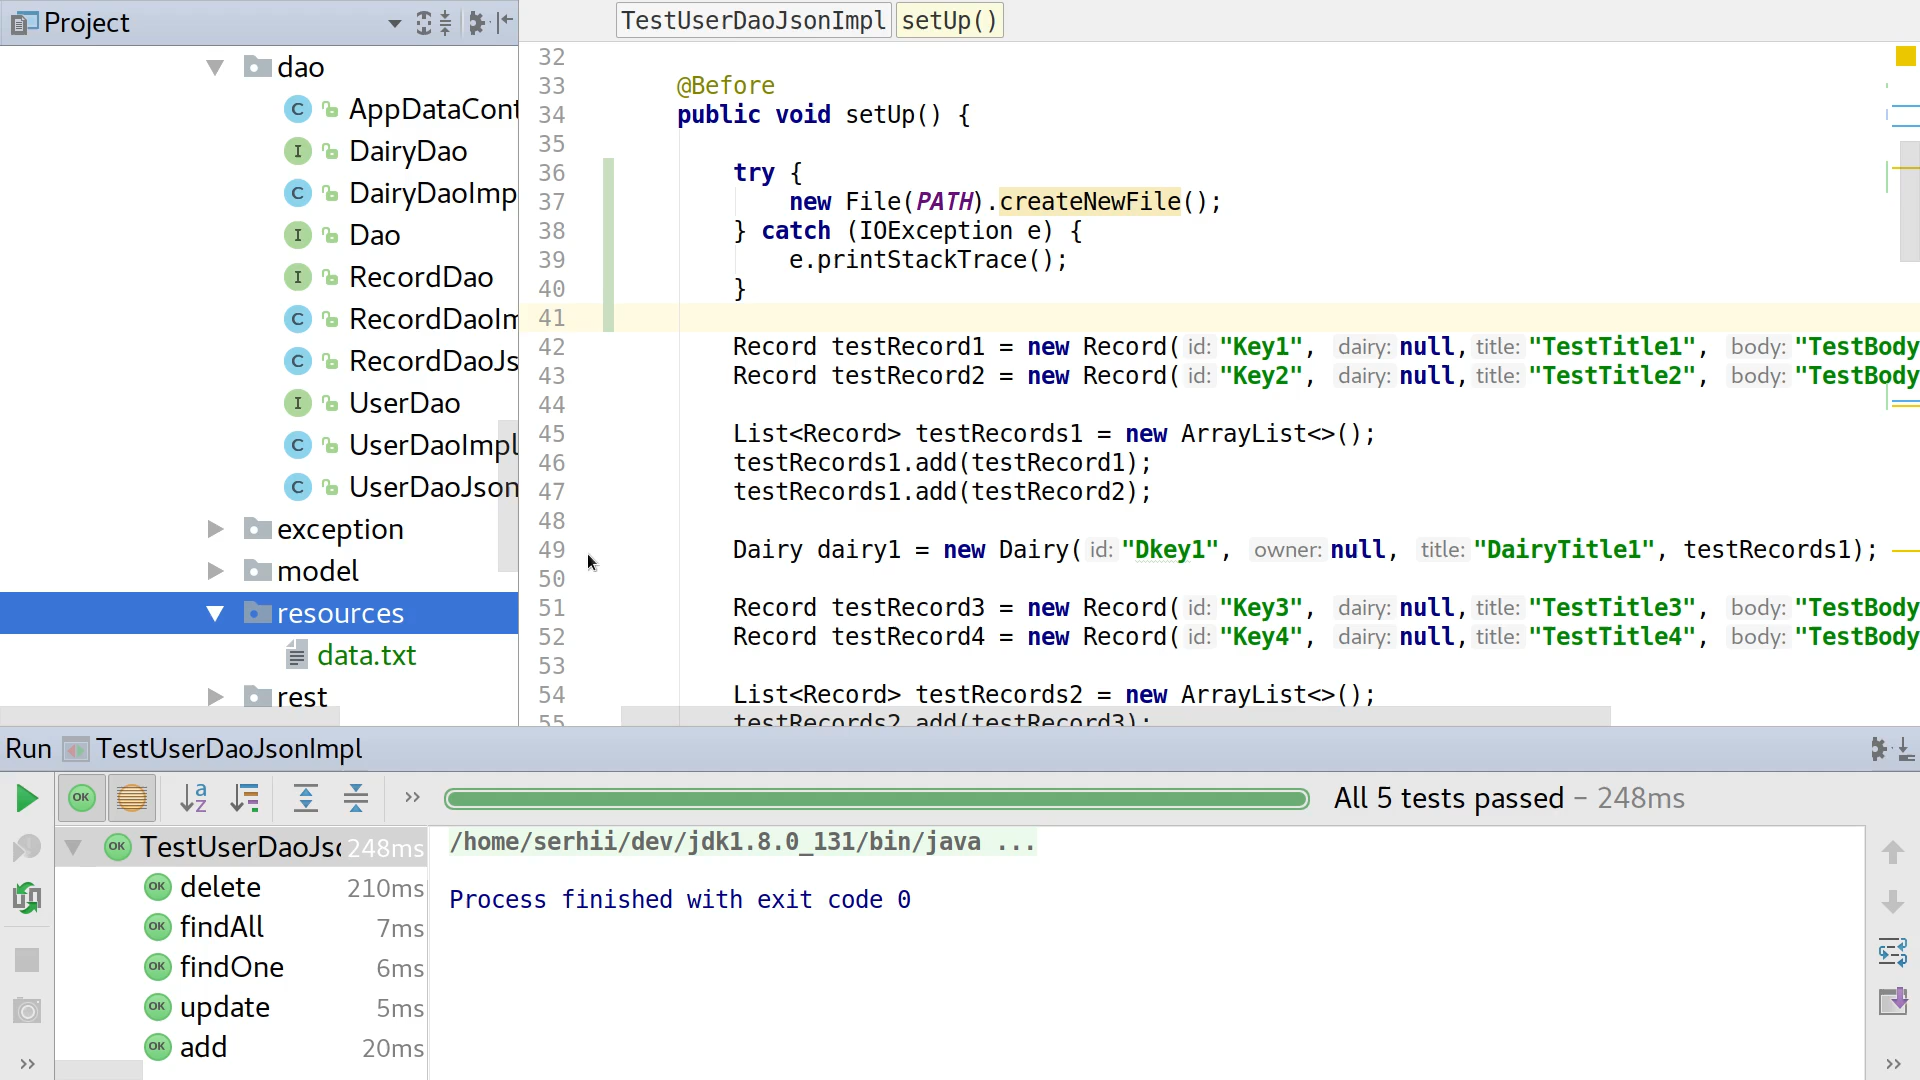 Project
dao
AppDataCont
DairyDao
DairyDaoImp
Dao
RecordDao
RecordDaoIm
RecordDaoJs
UserDao
UserDaoImpl
UserDaoJson
exception
model
resources
data.txt
rest
TestUserDaoJsonImpl setUp()
32
33 @Before
34 public void setUp() {
35
36 try {
37 new File(PATH).createNewFile();
38 } catch (IOException e) {
39 e.printStackTrace();
40 }
41
42 Record testRecord1 = new Record( id: "Key1", dairy: null, title: "TestTitle1", body: "TestBody
43 Record testRecord2 = new Record( id: "Key2", dairy: null, title: "TestTitle2", body: "TestBody
44
45 List<Record> testRecords1 = new ArrayList<>();
46 testRecords1.add(testRecord1);
47 testRecords1.add(testRecord2);
48
49 Dairy dairy1 = new Dairy( id: "Dkey1", owner: null, title: "DairyTitle1", testRecords1);
50
51 Record testRecord3 = new Record( id: "Key3", dairy: null, title: "TestTitle3", body: "TestBody
52 Record testRecord4 = new Record( id: "Key4", dairy: null, title: "TestTitle4", body: "TestBody
53
54 List<Record> testRecords2 = new ArrayList<>();
55 testRecords2.add(testRecord3);
Run TestUserDaoJsonImpl
All 5 tests passed – 248ms
TestUserDaoJsc 248ms
delete 210ms
findAll 7ms
findOne 6ms
update 5ms
add 20ms
/home/serhii/dev/jdk1.8.0_131/bin/java ...
Process finished with exit code 0